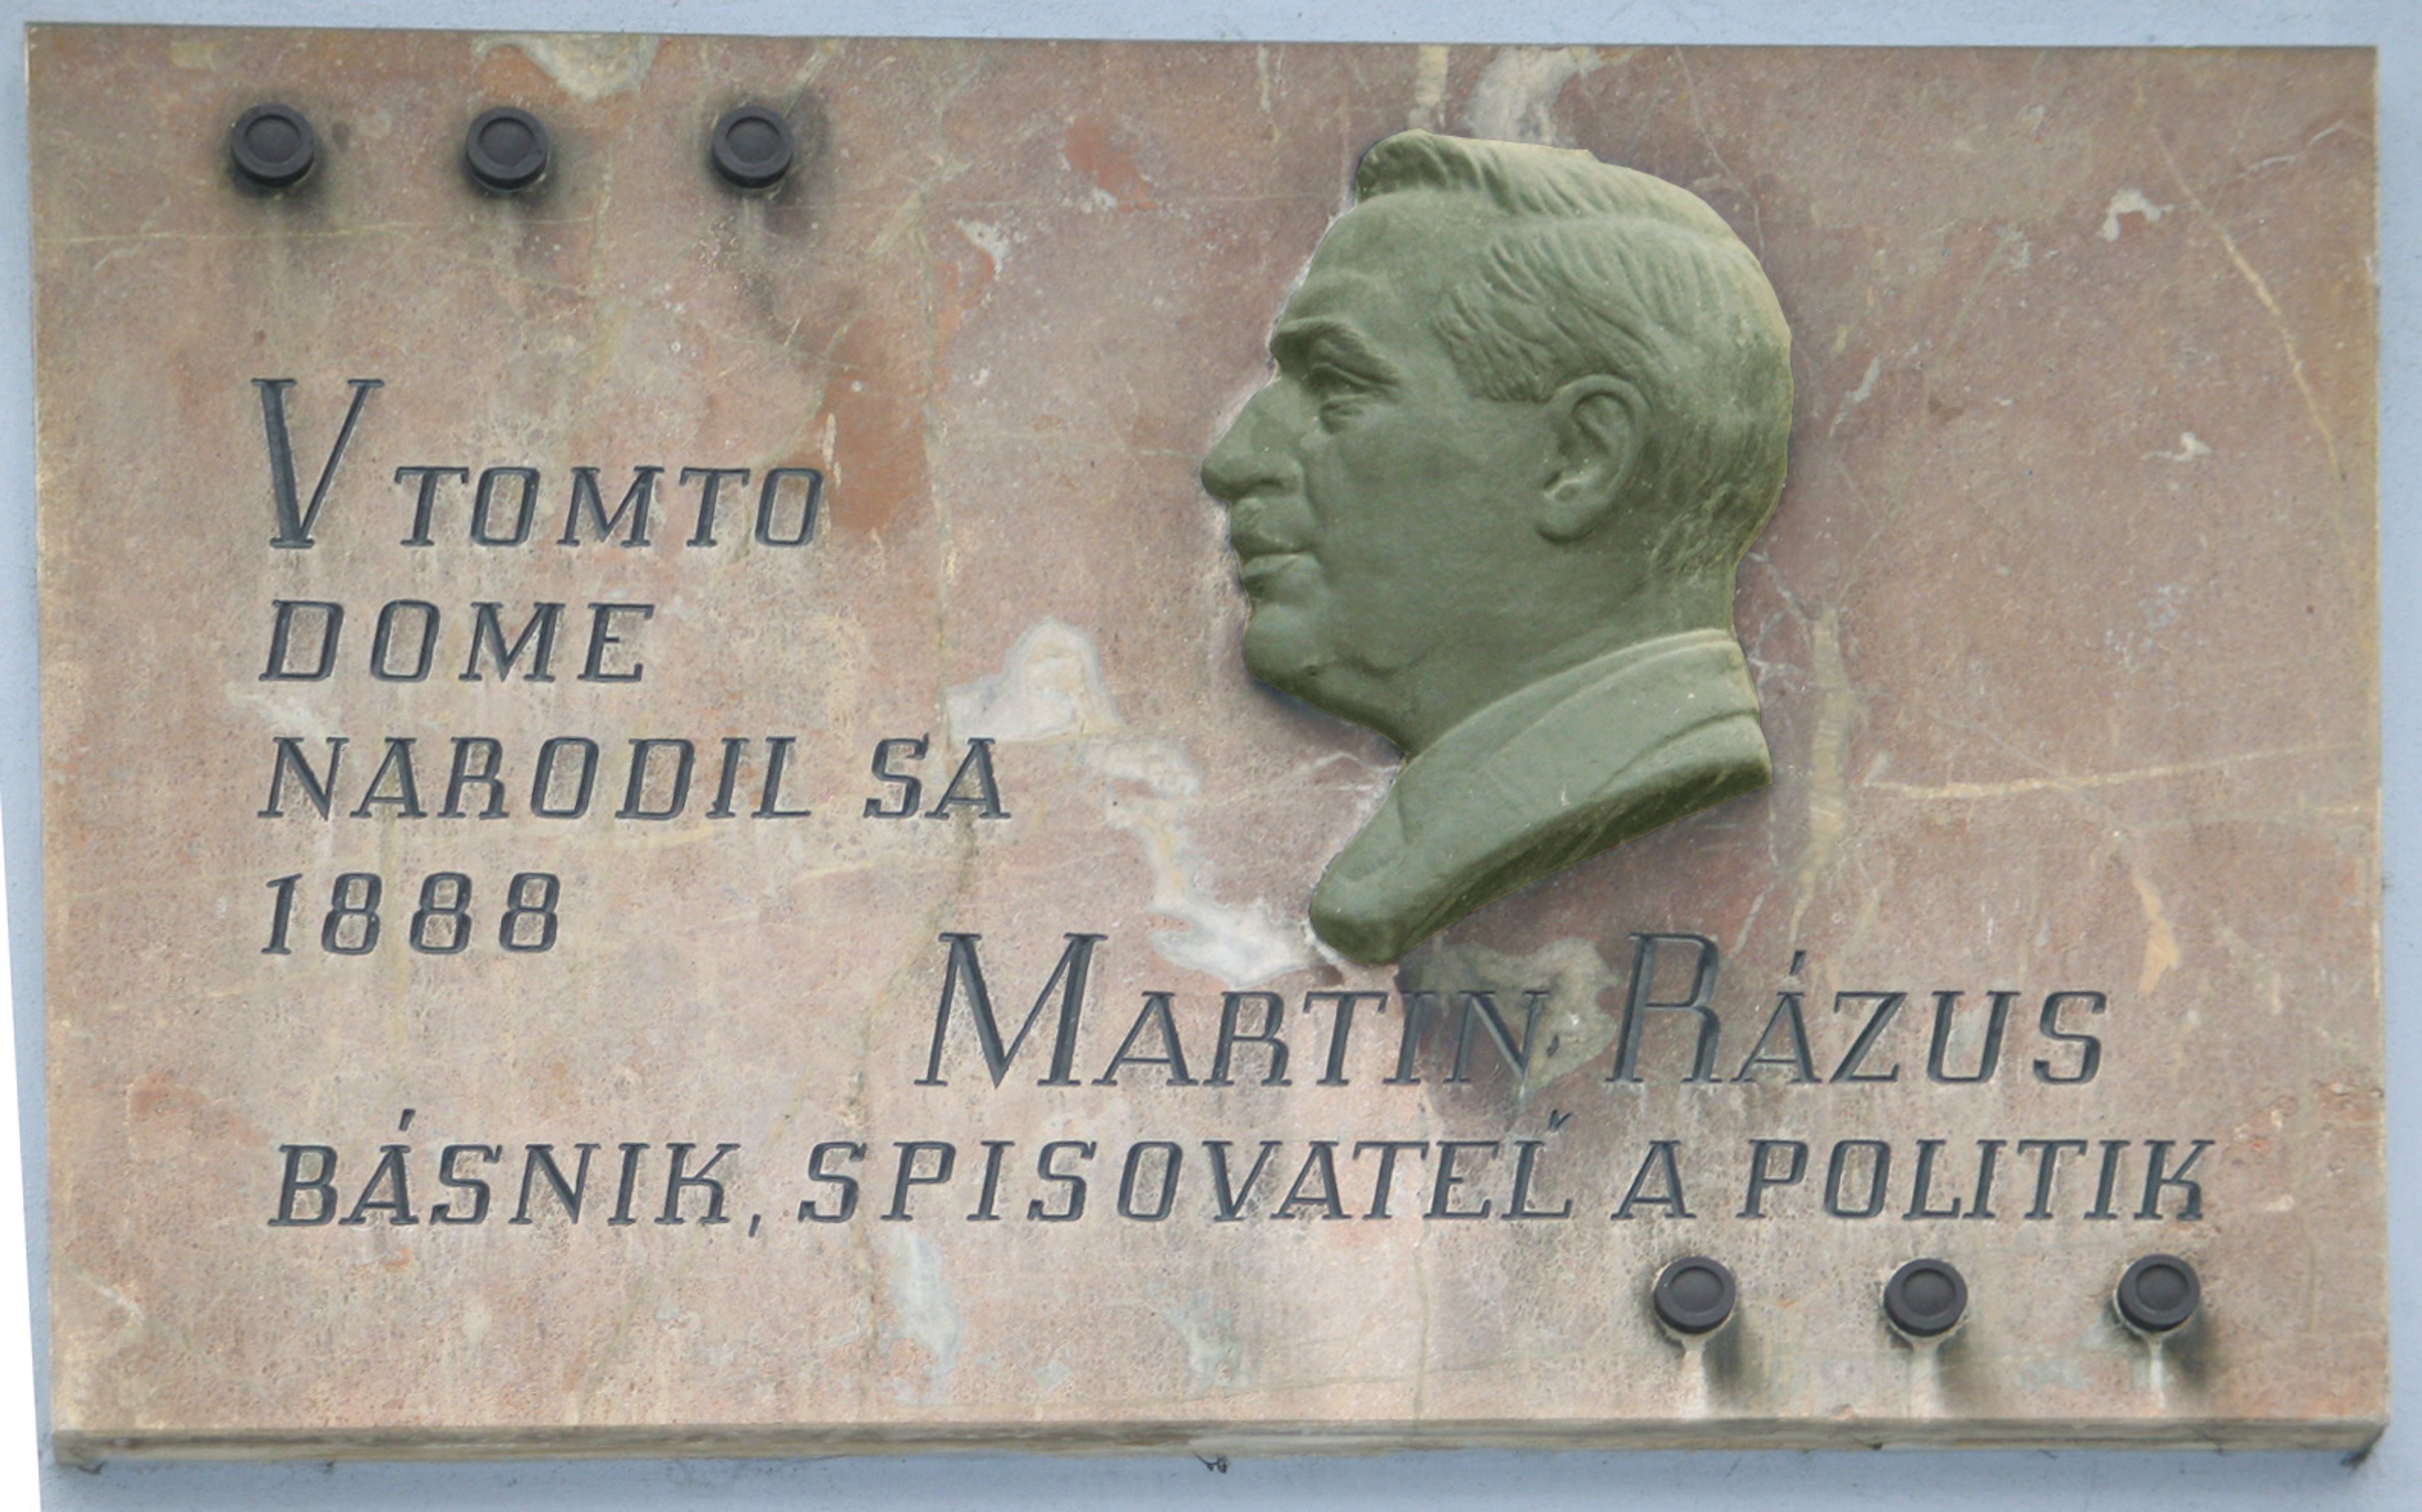 V TOMTO
DOME
NARODIL SA
1888
MARTIN RÁZUS
BÁSNIK, SPISOVATEĽ A POLITIK